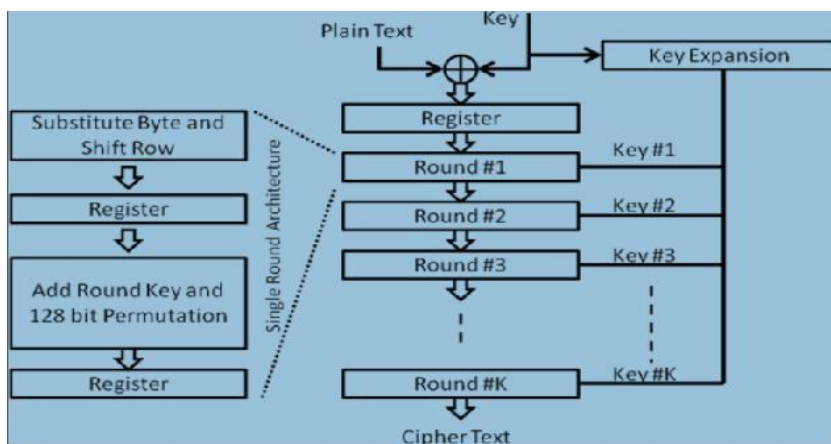 Key
Plain Text
Key Expansion
Register
Substitute Byte and
Shift Row
Round #1
Key #1
Register
Round #2
Key #2
Single Round Architecture
Round #3
Key #3
Add Round Key and
128 bit Permutation
Register
Round #K
Key #K
Cipher Text